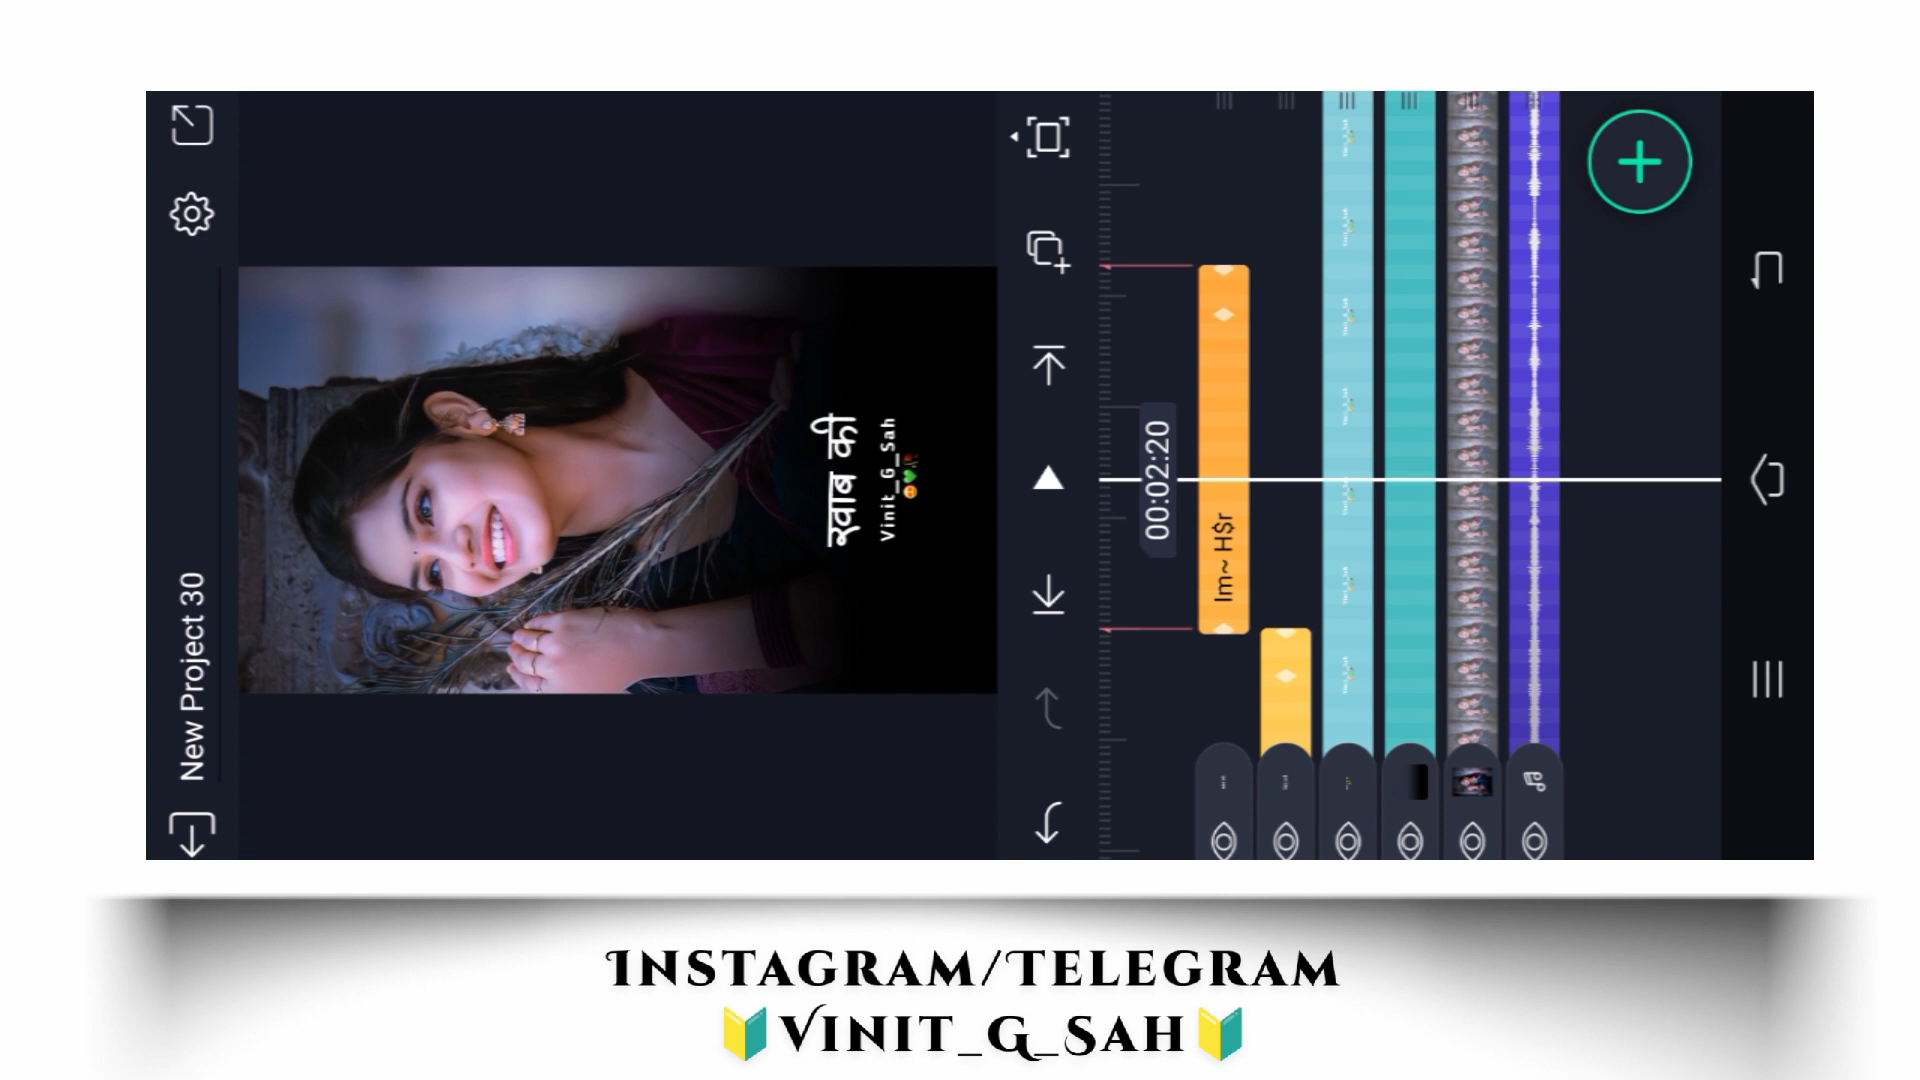 New Project 30
ख्वाब की
Vinit_G_Sah
😍💚🥀
00:02:20
Im~ H$r
INSTAGRAM/TELEGRAM
🔰VINIT_G_SAH🔰